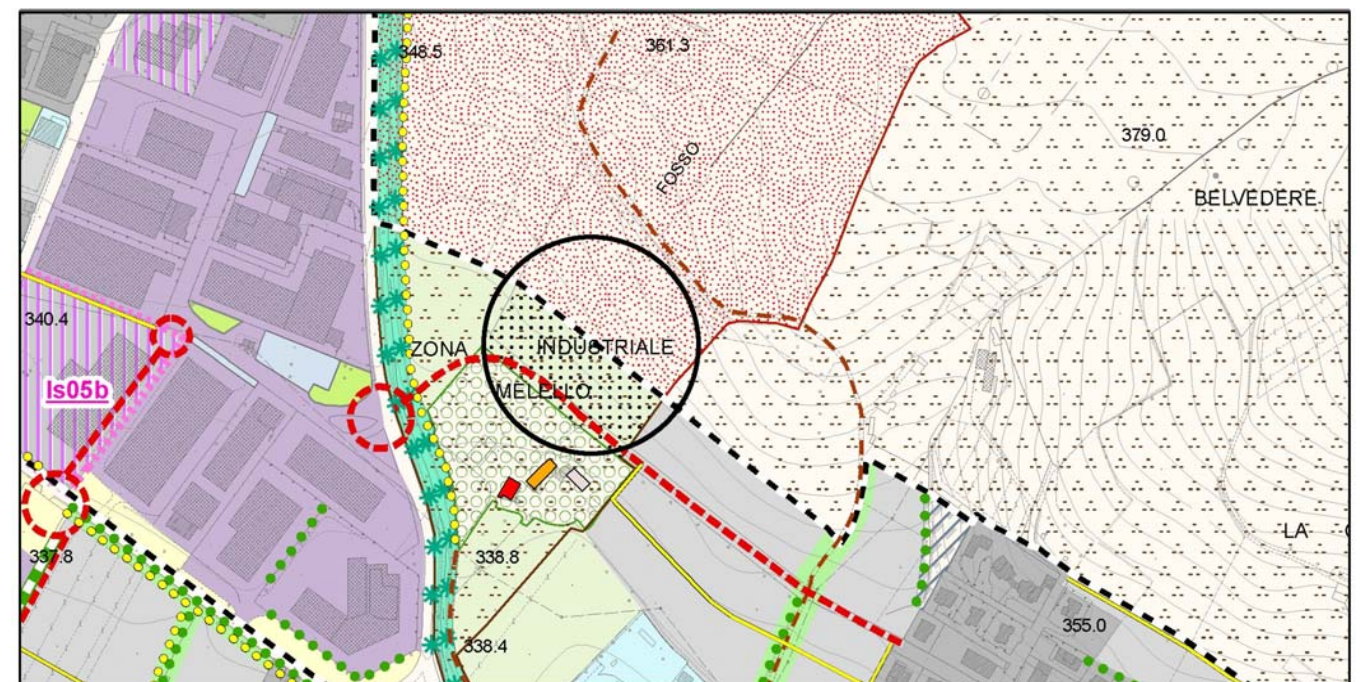 348.5
361.3
FOSSO
379.0
BELVEDERE
340.4
ZONA INDUSTRIALE
MELELLO
Is05b
337.8
338.8
LA
338.4
355.0